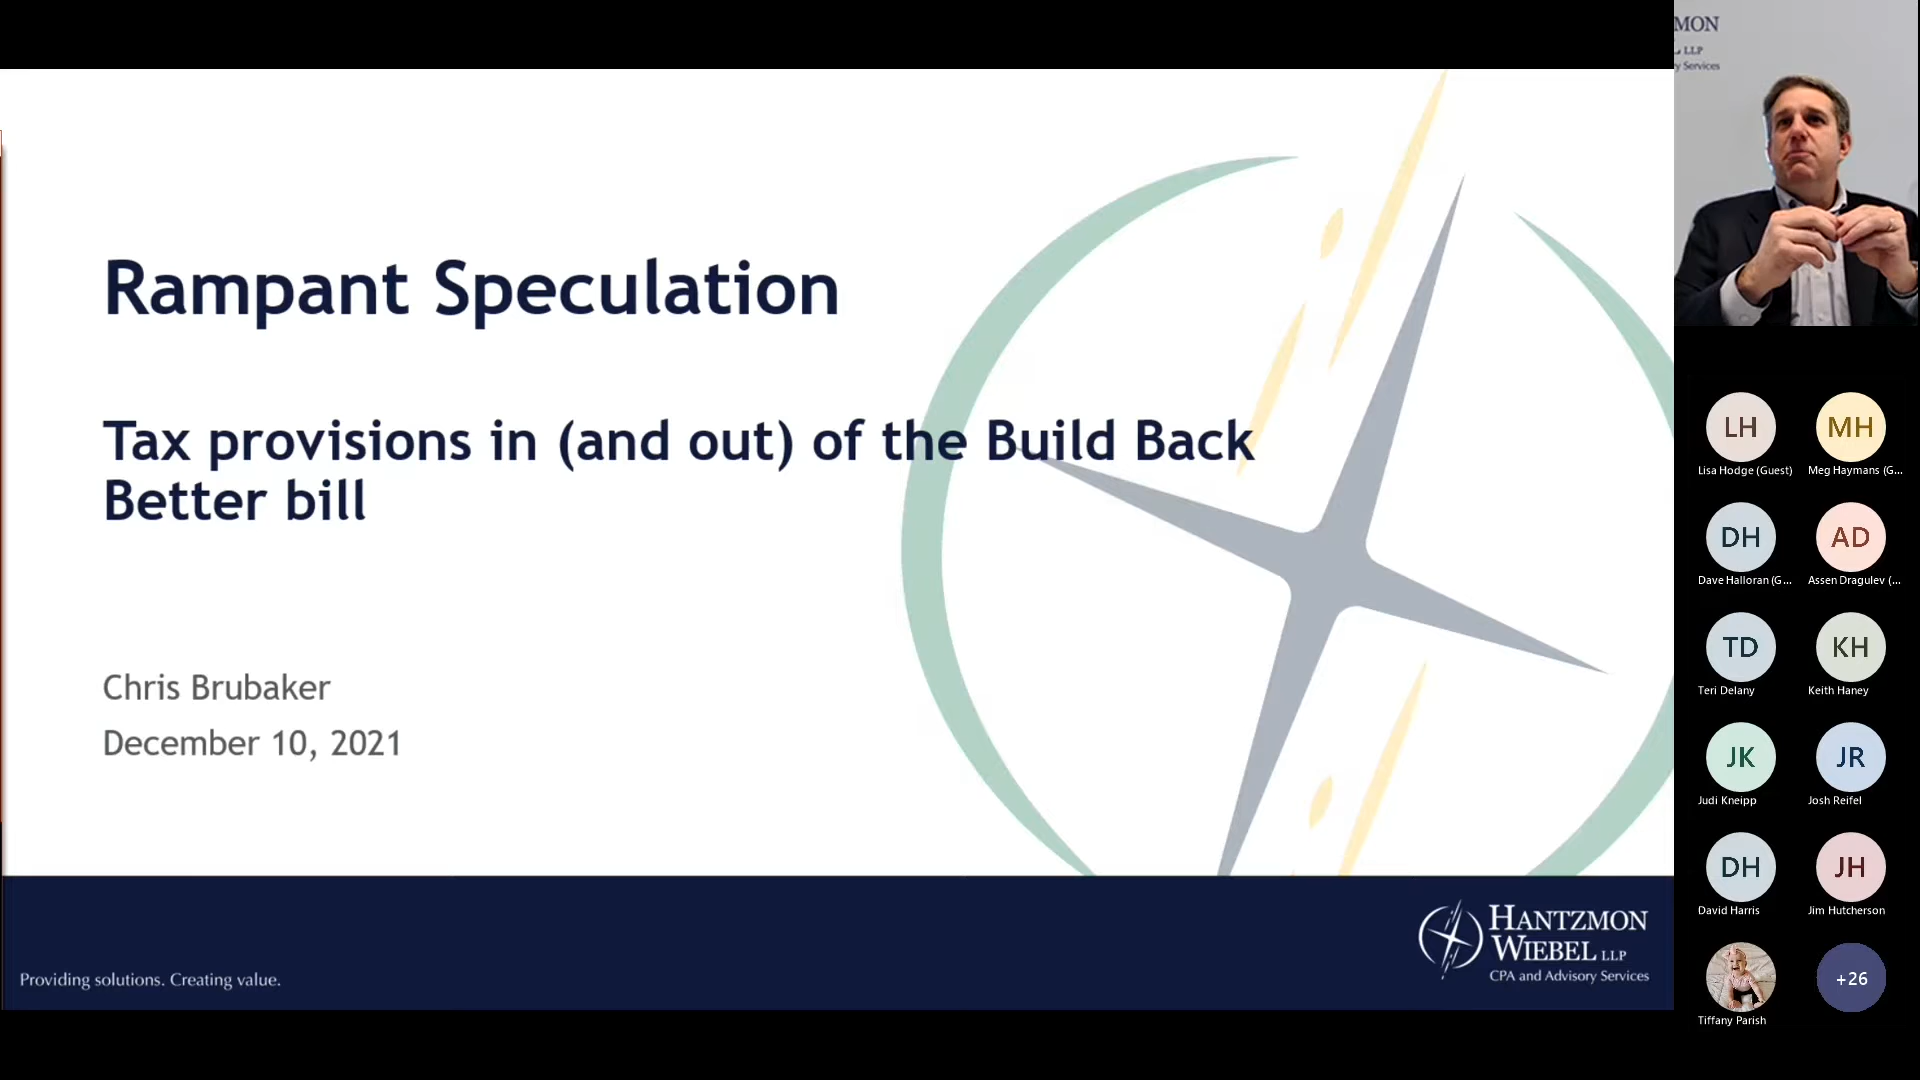 Rampant Speculation
Tax provisions in (and out) of the Build Back
Better bill
Chris Brubaker
December 10, 2021
Providing solutions. Creating value.
HANTZMON
WIEBEL LLP
CPA and Advisory Services
MON
LLP
y Services
LH
MH
Lisa Hodge (Guest)
Meg Haymans (G...
DH
AD
Dave Halloran (G...
Assen Dragulev (...
TD
KH
Teri Delany
Keith Haney
JK
JR
Judi Kneipp
Josh Reifel
DH
JH
David Harris
Jim Hutcherson
+26
Tiffany Parish